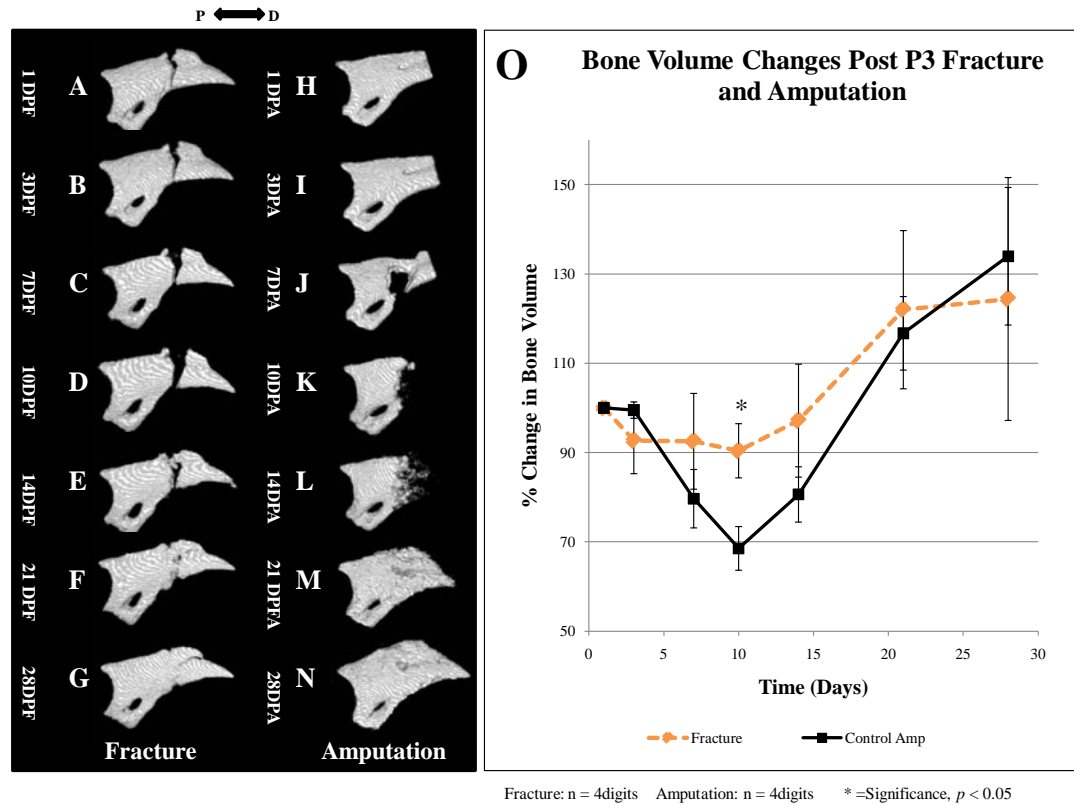 P D
1 DPF A
3DPF B
7DPF C
10DPF D
14DPF E
21 DPF F
28DPF G
Fracture
1 DPA H
3DPA I
7DPA J
10DPA K
14DPA L
21 DPFA M
28DPA N
Amputation
O
Bone Volume Changes Post P3 Fracture
and Amputation
% Change in Bone Volume
150
130
110
90
70
50
*
0 5 10 15 20 25 30
Time (Days)
Fracture Control Amp
Fracture: n = 4digits Amputation: n = 4digits * =Significance, p < 0.05